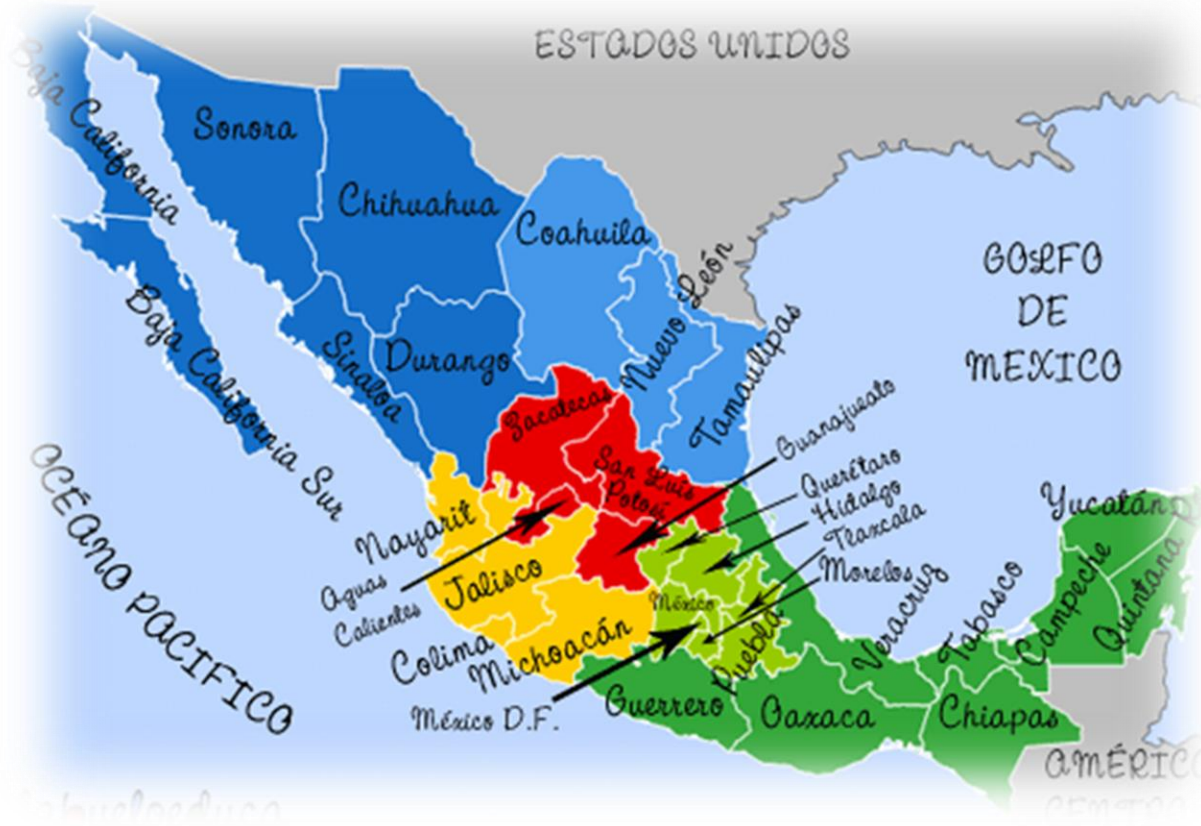 ESTADOS UNIDOS
Baja California
Sonora
Chihuahua
Coahuila
Nuevo León
GOLFO
DE
MEXICO
Baja California Sur
Sinaloa
Durango
Tamaulipas
Zacatecas
San Luis
Potosí
Guanajuato
Querétaro
Hidalgo
Tlaxcala
Morelos
OCÉANO PACIFICO
Nayarit
Aguas
Calientes
Jalisco
México
Colima
Michoacán
México D.F.
Puebla
Guerrero
Oaxaca
Veracruz
Tabasco
Chiapas
Campeche
Yucatán
Quintana
AMÉRIC